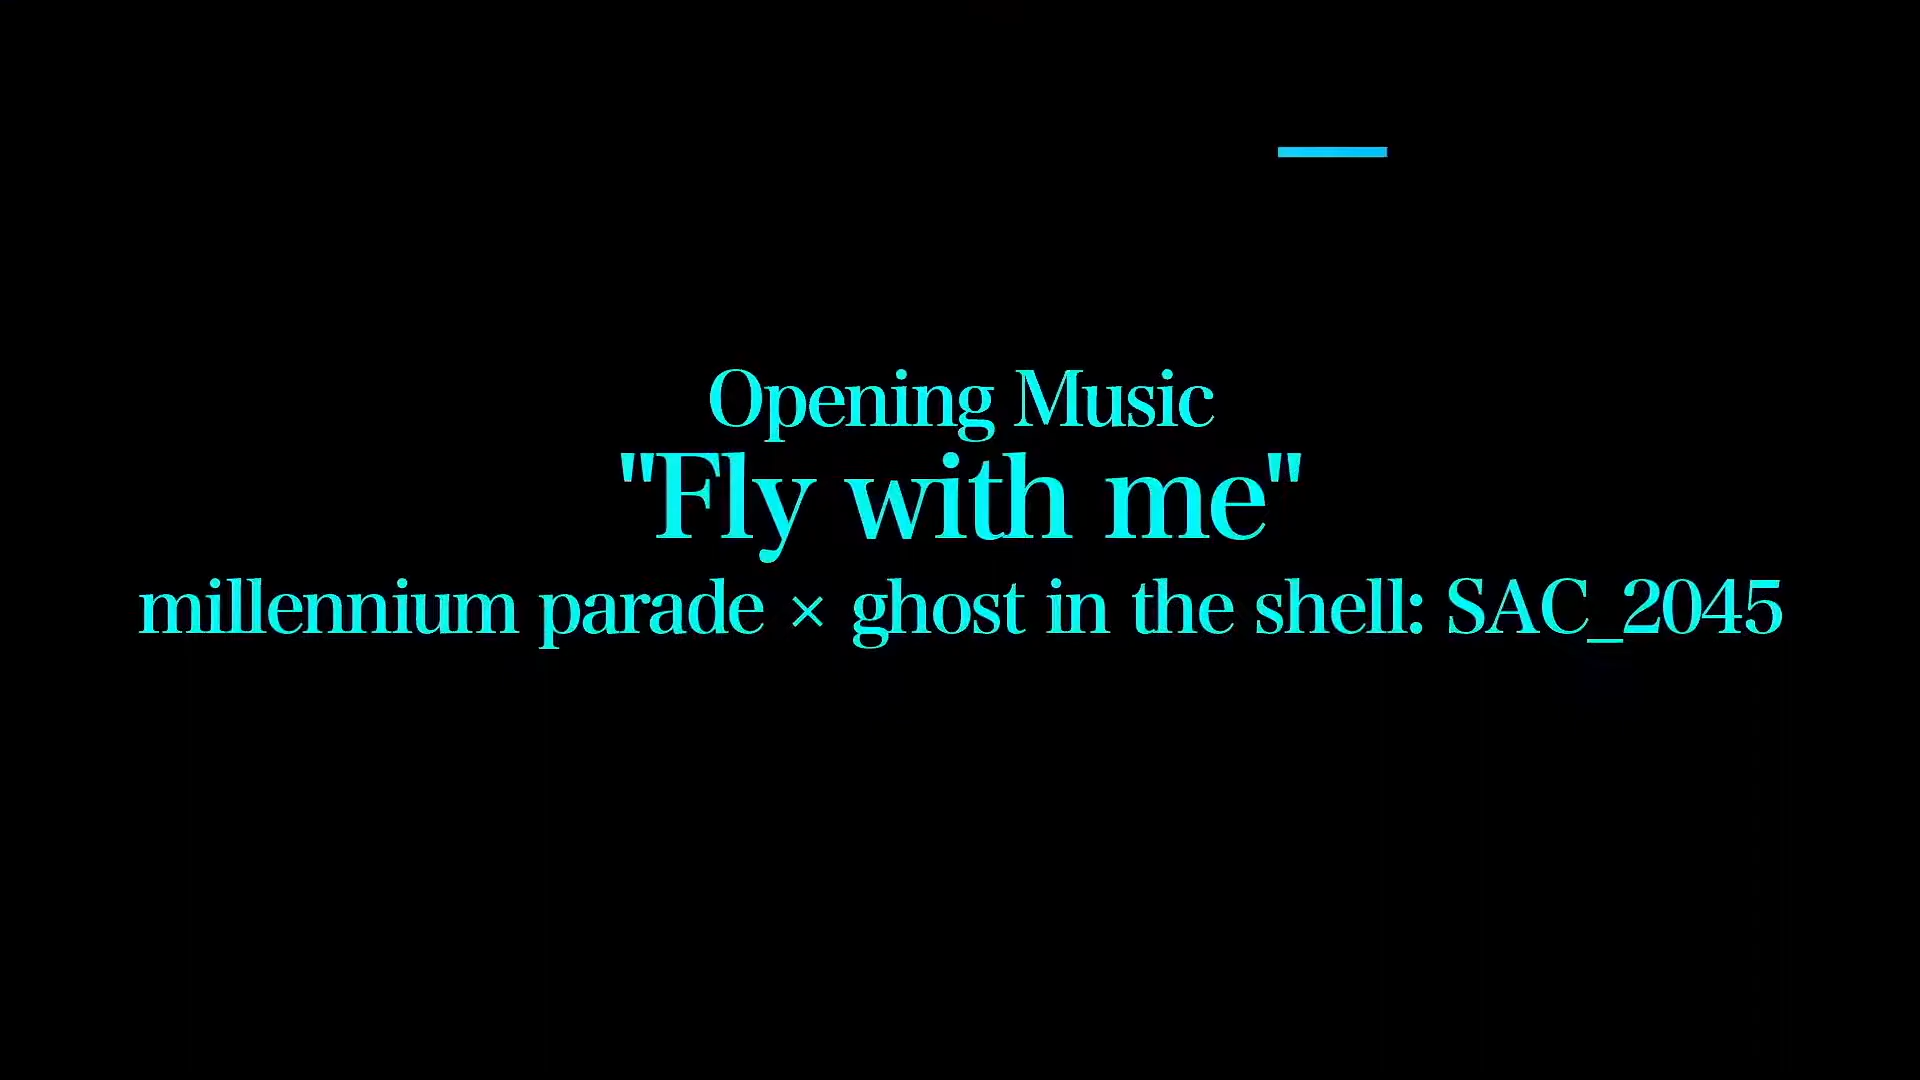 Opening Music
"Fly with me"
millennium parade × ghost in the shell: SAC_2045